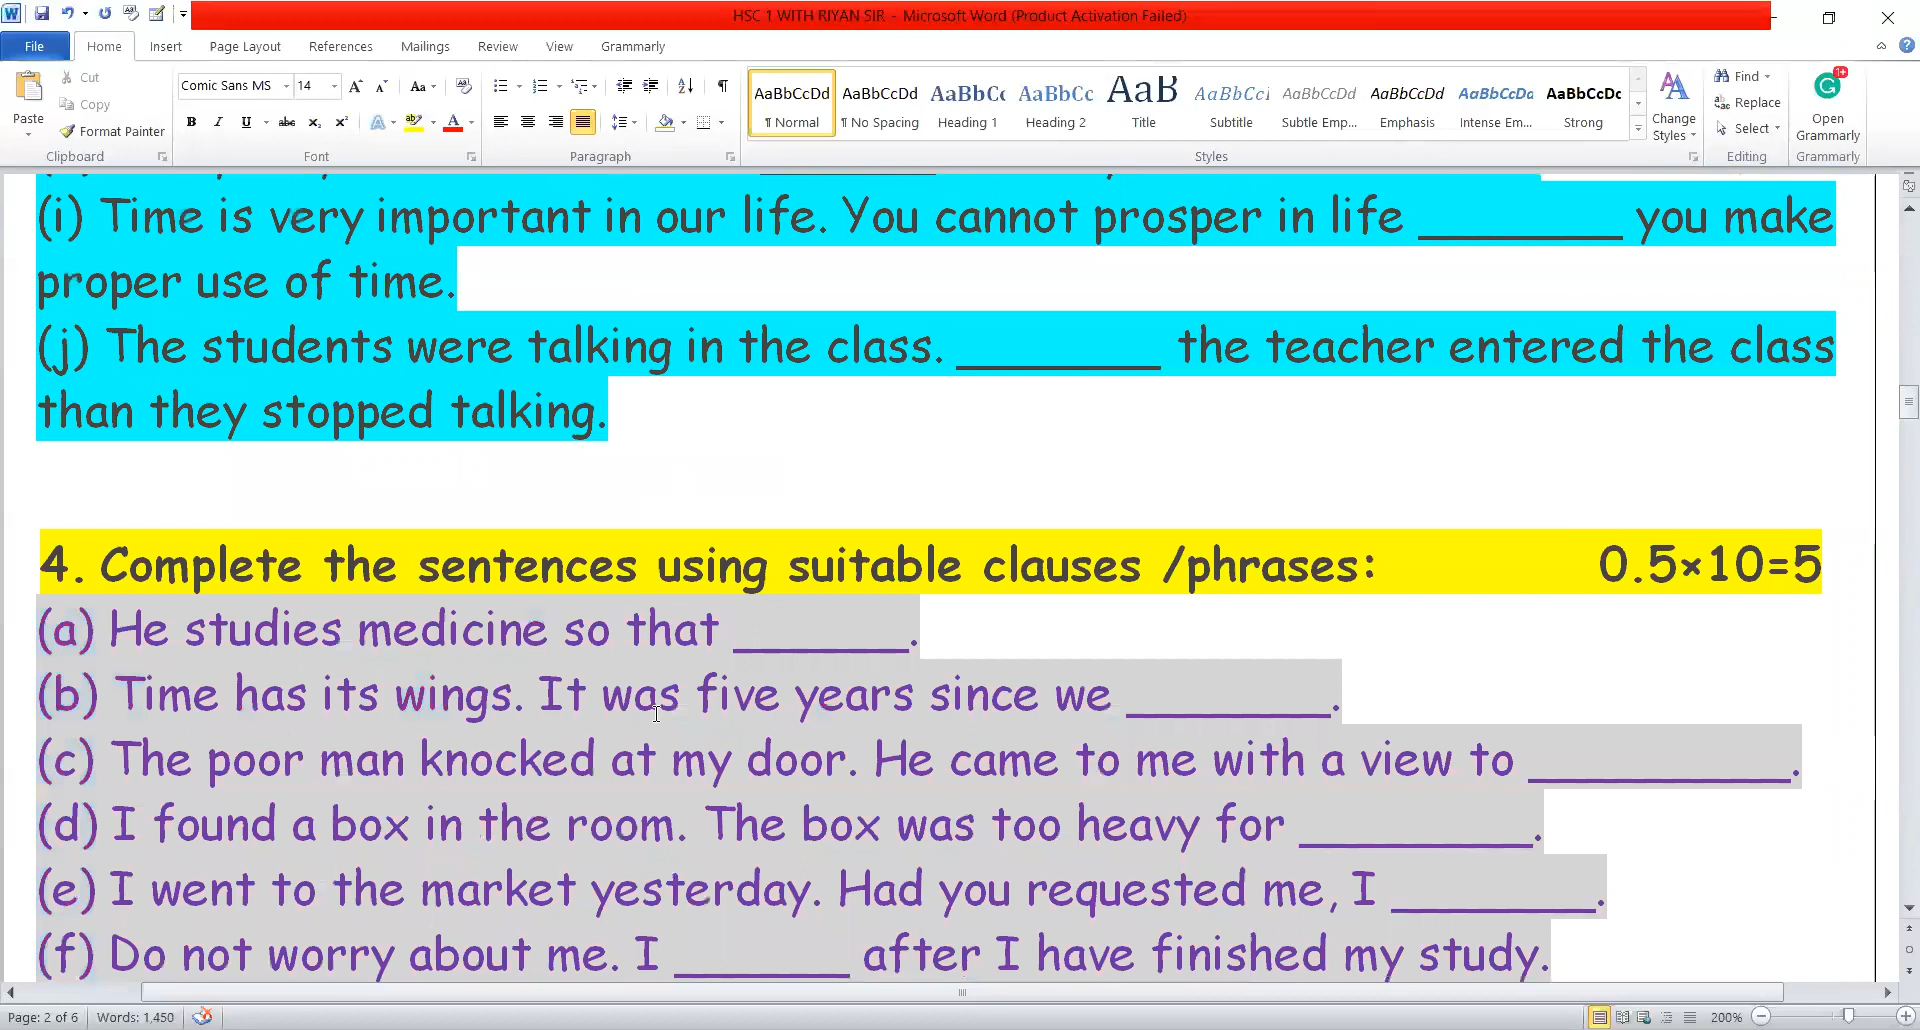 HSC 1 WITH RIYAN SIR - Microsoft Word (Product Activation Failed)
File Home Insert Page Layout References Mailings Review View Grammarly
Paste Cut Copy Format Painter
Comic Sans MS 14
AaBbCcDd AaBbCcDd AaBbCc AaBbCc AaB AaBbCcI AaBbCcDd AaBbCcDd AaBbCcDd AaBbCcDc
¶ Normal ¶ No Spacing Heading 1 Heading 2 Title Subtitle Subtle Emp... Emphasis Intense Em... Strong
Change Styles
Find Replace Select
Open Grammarly
Clipboard Font Paragraph Styles Editing Grammarly
(i) Time is very important in our life. You cannot prosper in life ________ you make
proper use of time.
(j) The students were talking in the class. ________ the teacher entered the class
than they stopped talking.
4. Complete the sentences using suitable clauses /phrases: 0.5×10=5
(a) He studies medicine so that _______.
(b) Time has its wings. It was five years since we ________.
(c) The poor man knocked at my door. He came to me with a view to __________.
(d) I found a box in the room. The box was too heavy for _________.
(e) I went to the market yesterday. Had you requested me, I ________.
(f) Do not worry about me. I _______ after I have finished my study.
Page: 2 of 6 Words: 1,450 200%